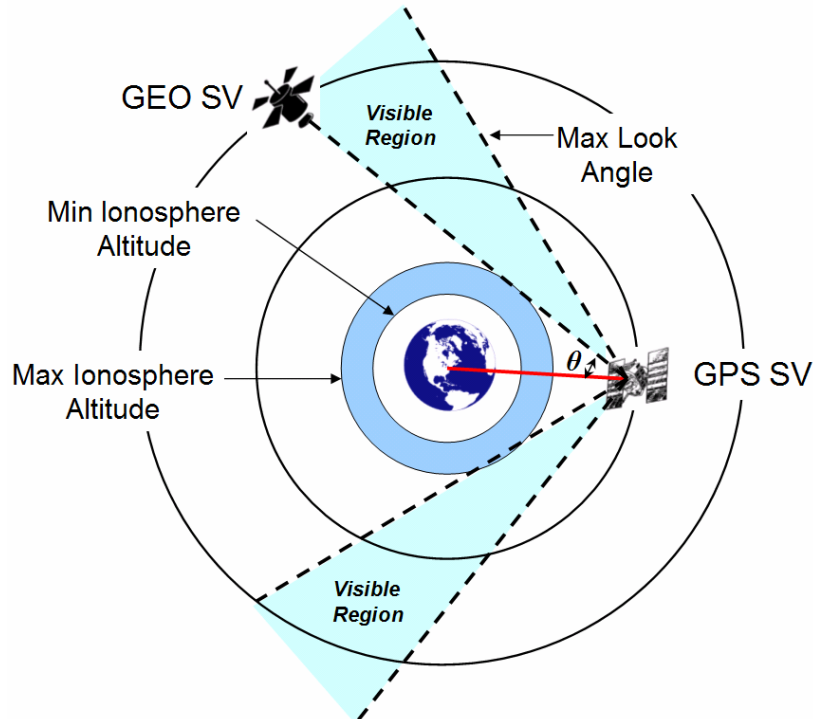 GEO SV
Visible
Region
Max Look
Angle
Min Ionosphere
Altitude
θ
GPS SV
Max Ionosphere
Altitude
Visible
Region